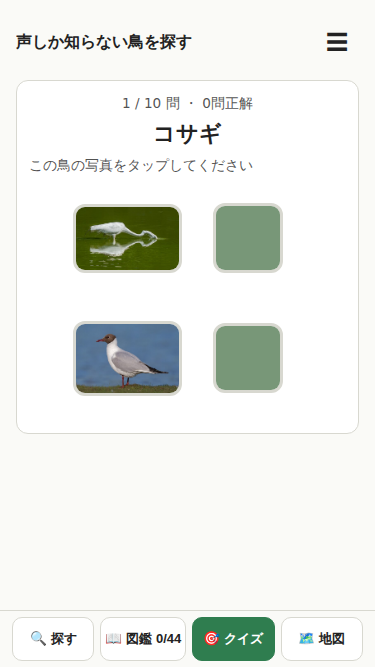 声しか知らない鳥を探す
1 / 10 問 ・ 0問正解
コサギ
この鳥の写真をタップしてください
🔍 探す
📖 図鑑 0/44
🎯 クイズ
🗺️ 地図